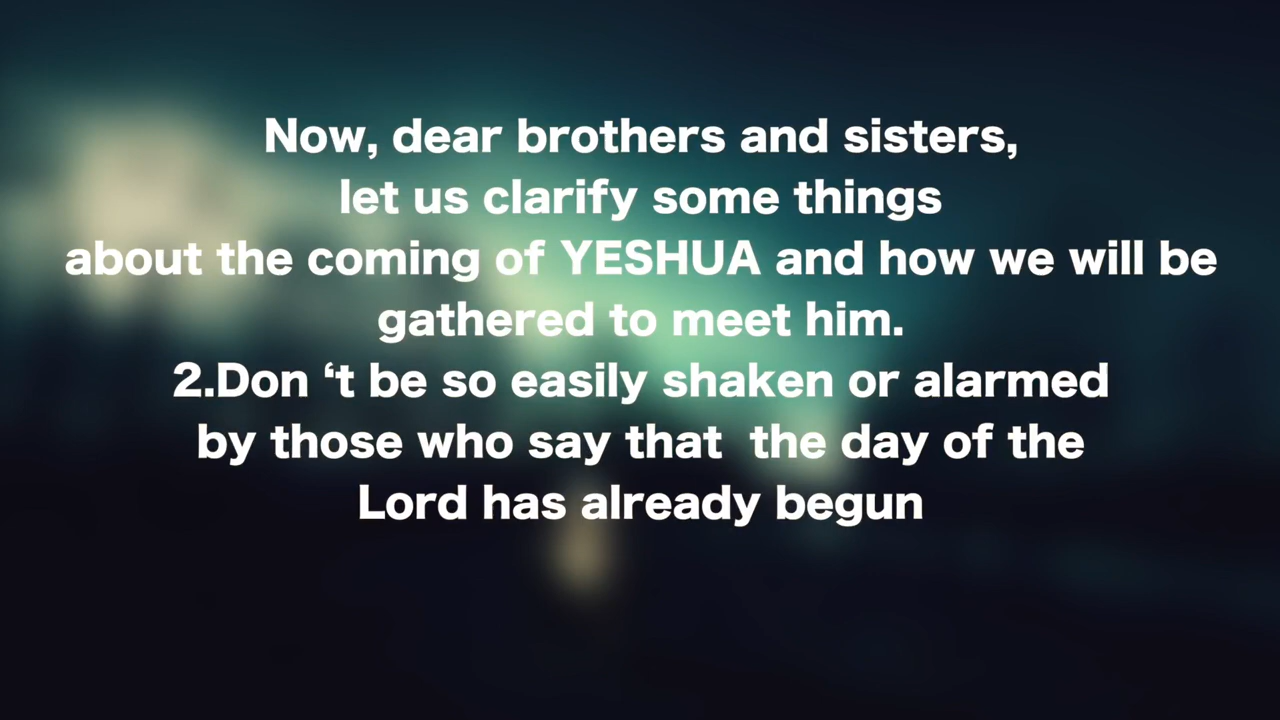 Now, dear brothers and sisters,
let us clarify some things
about the coming of YESHUA and how we will be
gathered to meet him.
2.Don ‘t be so easily shaken or alarmed
by those who say that  the day of the
Lord has already begun